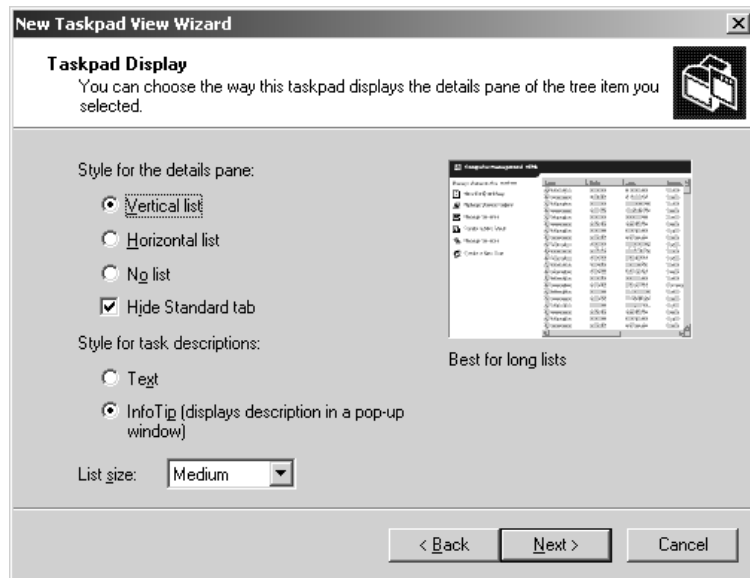 New Taskpad View Wizard
Taskpad Display
You can choose the way this taskpad displays the details pane of the tree item you
selected.
Style for the details pane:
Vertical list
Horizontal list
No list
Hide Standard tab
Style for task descriptions:
Text
InfoTip (displays description in a pop-up
window)
List size:
Medium
Best for long lists
< Back
Next >
Cancel